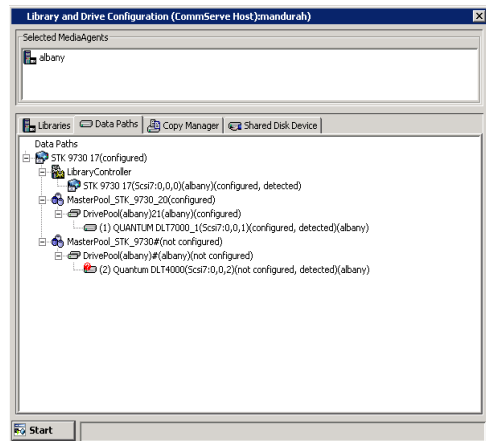 Library and Drive Configuration (CommServe Host):mandurah)
Selected MediaAgents
albany
Libraries Data Paths Copy Manager Shared Disk Device
Data Paths
STK 9730 17(configured)
LibraryController
STK 9730 17(Scsi7:0,0,0)(albany)(configured, detected)
MasterPool_STK_9730_20(configured)
DrivePool(albany)21(albany)(configured)
(1) QUANTUM DLT7000_1(Scsi7:0,0,1)(configured, detected)(albany)
MasterPool_STK_9730#(not configured)
DrivePool(albany)#(albany)(not configured)
(2) Quantum DLT4000(Scsi7:0,0,2)(not configured, detected)(albany)
Start